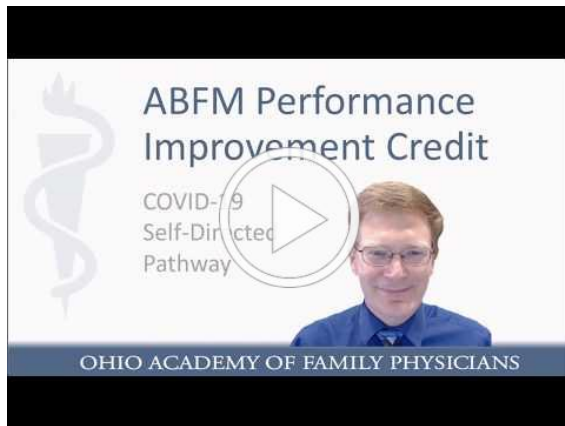 ABFM Performance
Improvement Credit
COVID-19
Self-Directed
Pathway
OHIO ACADEMY OF FAMILY PHYSICIANS